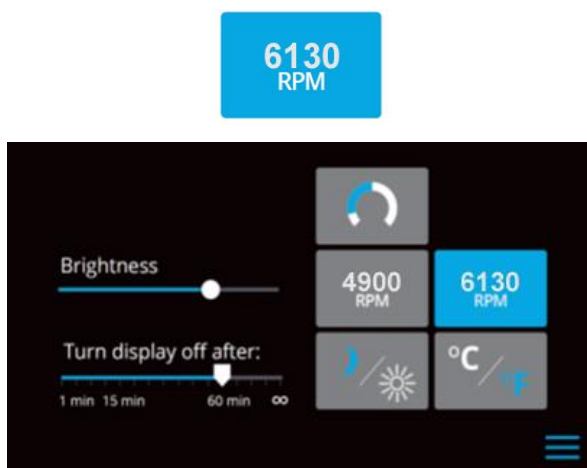 6130
RPM
Brightness
4900
RPM
6130
RPM
Turn display off after:
1 min 15 min 60 min ∞
°C/°F